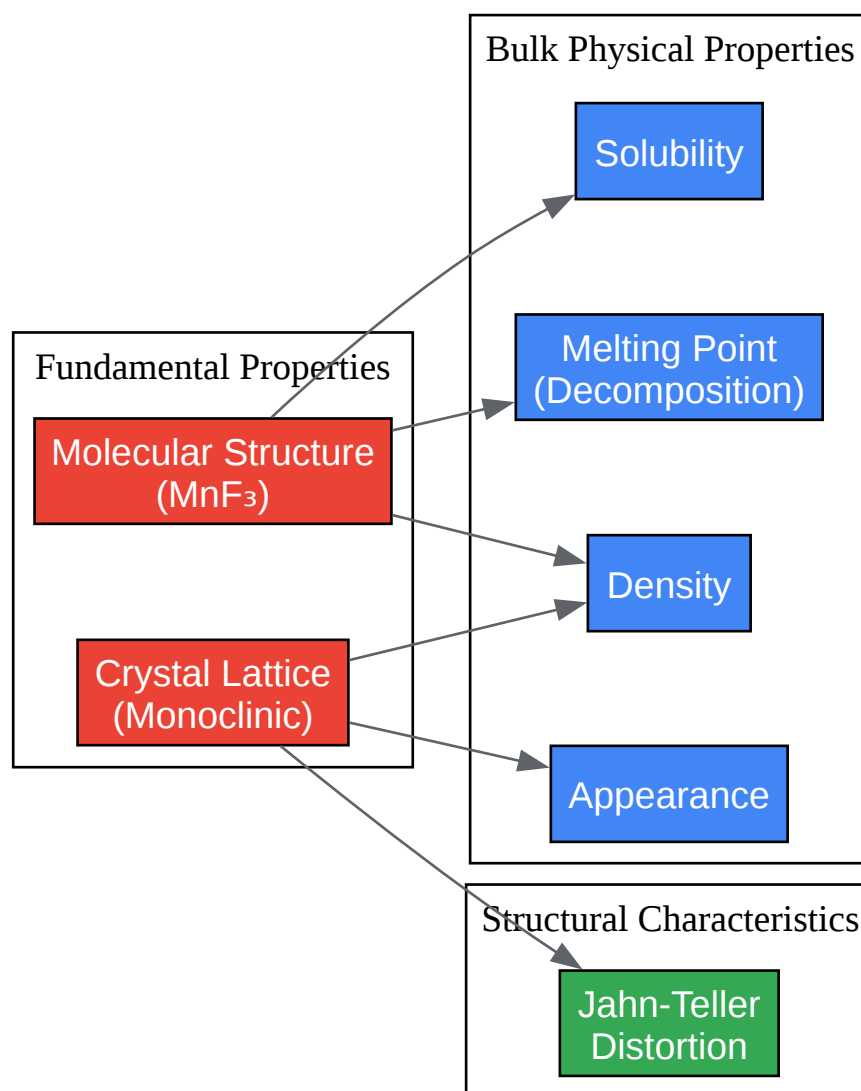 Bulk Physical Properties
Solubility
Melting Point
(Decomposition)
Density
Appearance
Fundamental Properties
Molecular Structure
(MnF₃)
Crystal Lattice
(Monoclinic)
Structural Characteristics
Jahn-Teller
Distortion